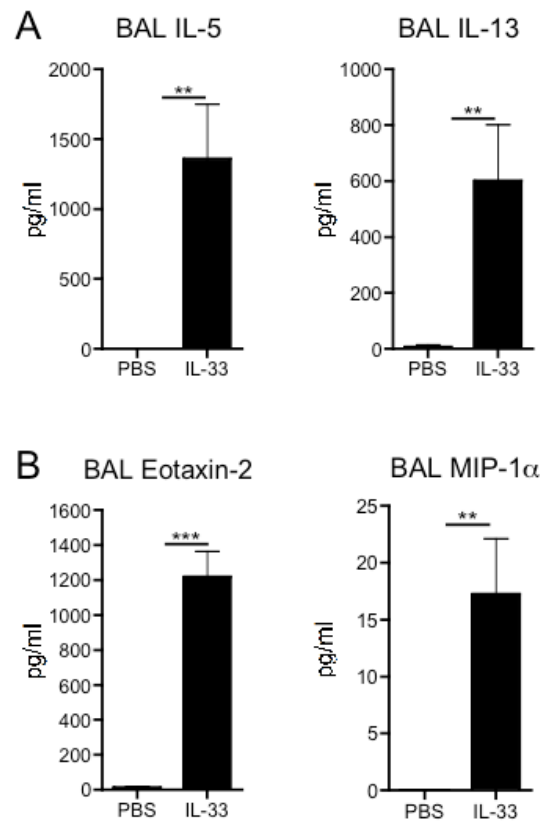 A
BAL IL-5
2000
1500
1000
500
0
pg/ml
**
PBS IL-33
BAL IL-13
1000
800
600
400
200
0
pg/ml
**
PBS IL-33
B
BAL Eotaxin-2
1600
1400
1200
1000
800
600
400
200
0
pg/ml
***
PBS IL-33
BAL MIP-1α
25
20
15
10
5
0
pg/ml
**
PBS IL-33